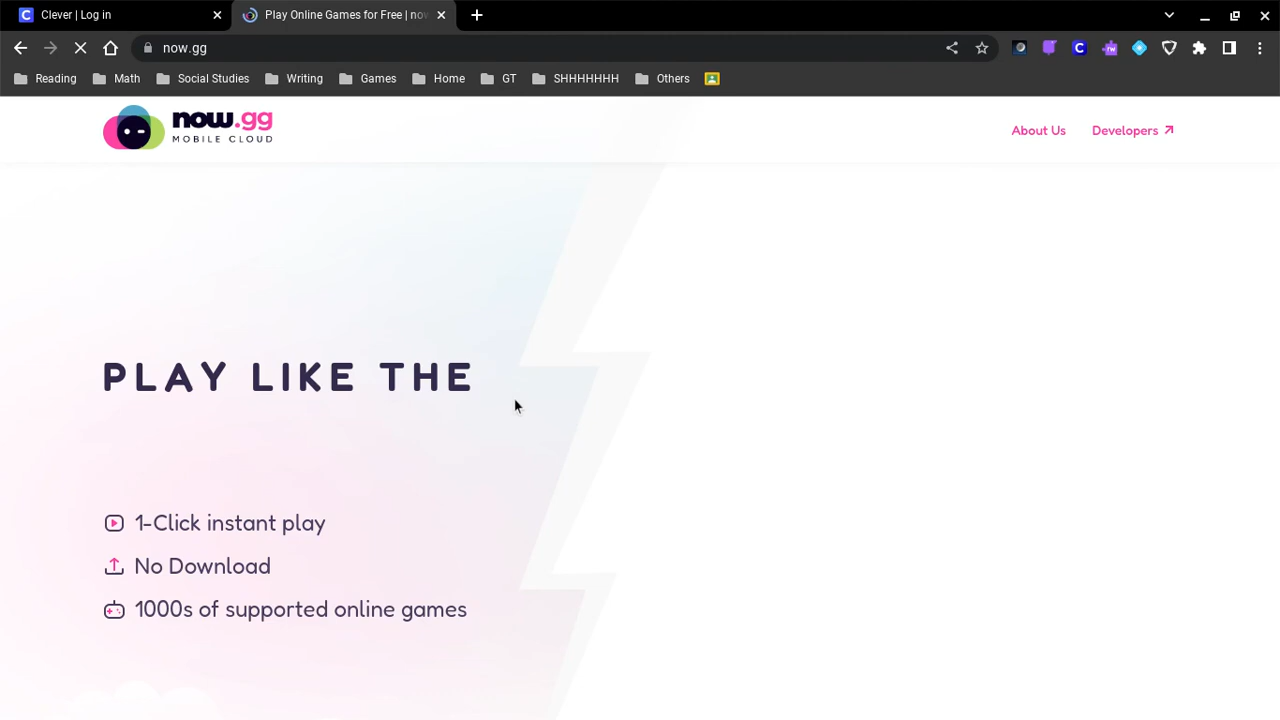 Clever | Log in
Play Online Games for Free | now
now.gg
Reading
Math
Social Studies
Writing
Games
Home
GT
SHHHHHHH
Others
now.gg
MOBILE CLOUD
About Us
Developers
PLAY LIKE THE
1-Click instant play
No Download
1000s of supported online games